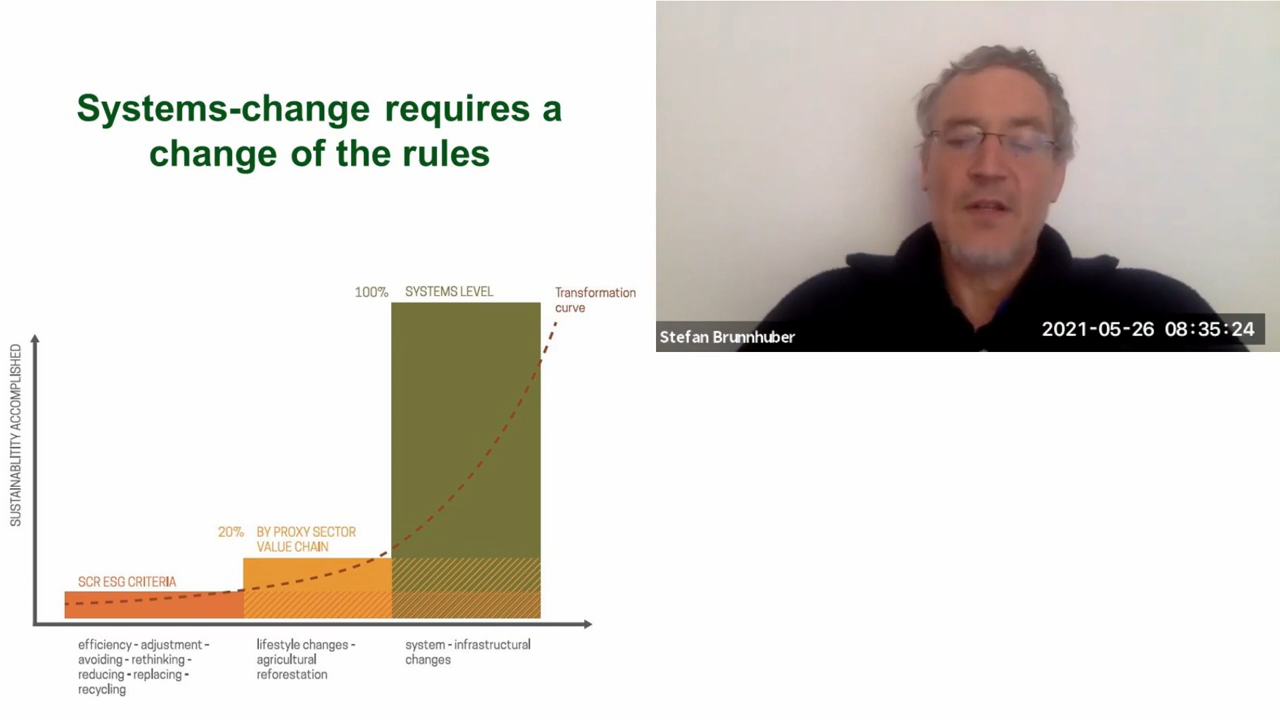 Systems-change requires a
change of the rules
100%
SYSTEMS LEVEL
Transformation
curve
SUSTAINABLITITY ACCOMPLISHED
20%
BY PROXY SECTOR
VALUE CHAIN
SCR ESG CRITERIA
efficiency - adjustment -
avoiding - rethinking -
reducing - replacing -
recycling
lifestyle changes -
agricultural
reforestation
system - infrastructural
changes
Stefan Brunnhuber
2021-05-26 08:35:24